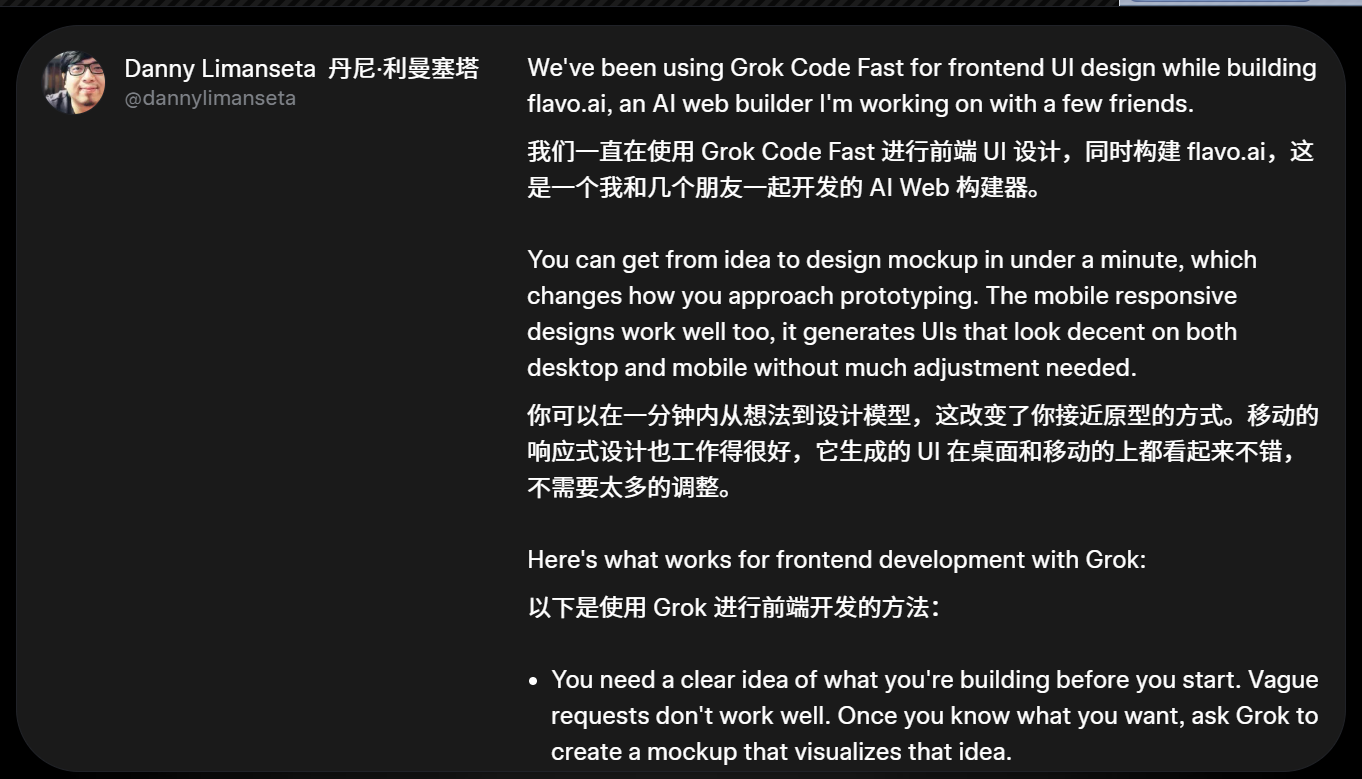 Danny Limanseta 丹尼·利曼塞塔
@dannylimanseta
We've been using Grok Code Fast for frontend UI design while building
flavo.ai, an AI web builder I'm working on with a few friends.
我们一直在使用 Grok Code Fast 进行前端 UI 设计，同时构建 flavo.ai，这
是一个我和几个朋友一起开发的 AI Web 构建器。
You can get from idea to design mockup in under a minute, which
changes how you approach prototyping. The mobile responsive
designs work well too, it generates UIs that look decent on both
desktop and mobile without much adjustment needed.
你可以在一分钟内从想法到设计模型，这改变了你接近原型的方式。移动的
响应式设计也工作得很好，它生成的 UI 在桌面和移动的上都看起来不错，
不需要太多的调整。
Here's what works for frontend development with Grok:
以下是使用 Grok 进行前端开发的方法：
• You need a clear idea of what you're building before you start. Vague
requests don't work well. Once you know what you want, ask Grok to
create a mockup that visualizes that idea.